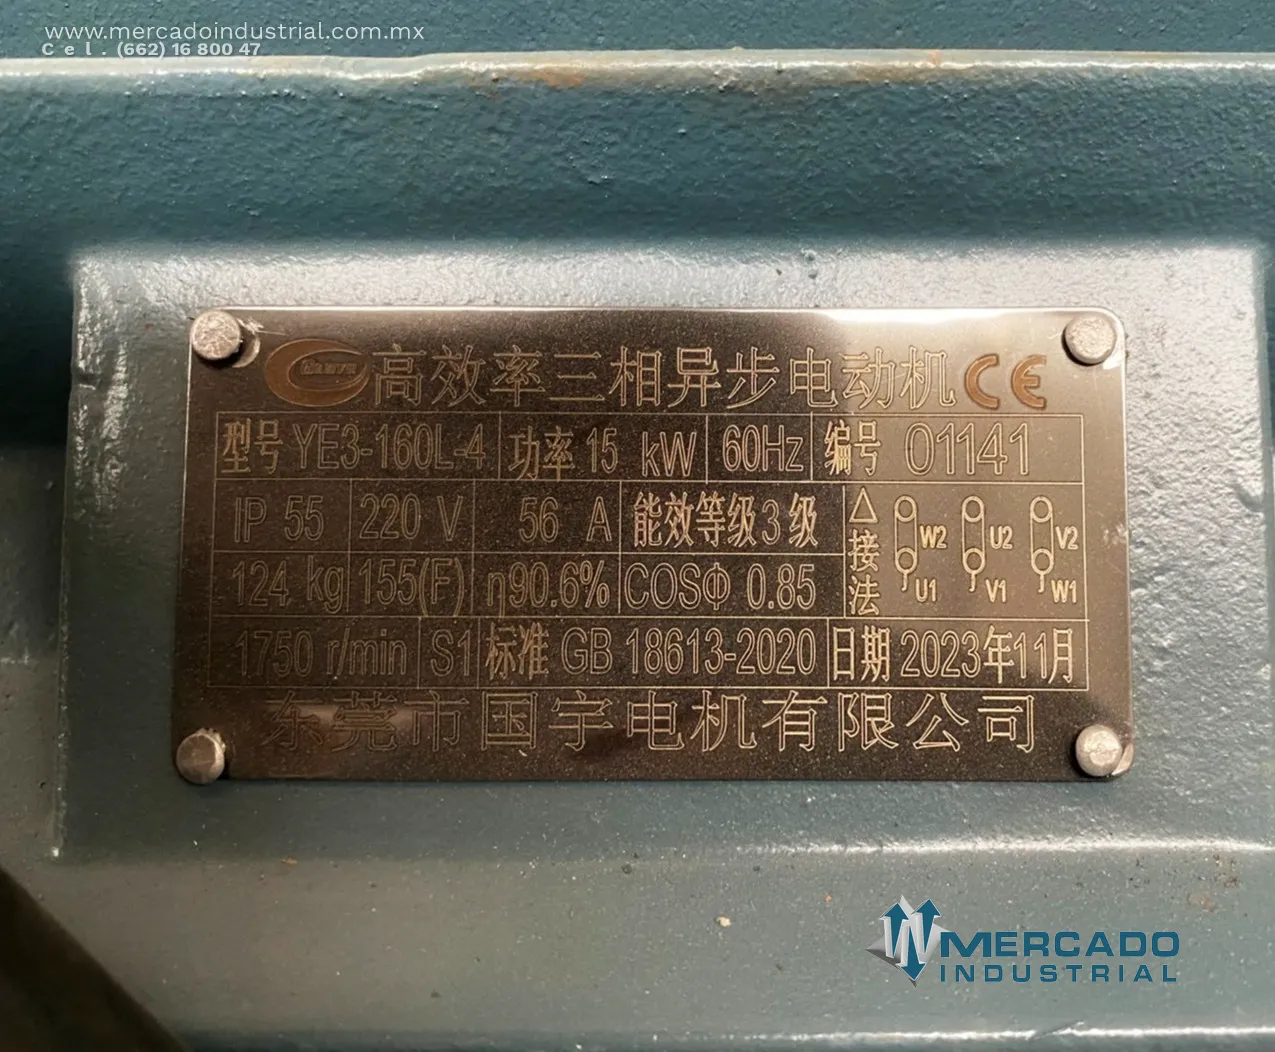 www.mercadoindustrial.com.mx
Cel. (662) 16 800 47
高效率三相异步电动机 CE
型号 YE3-160L-4 功率 15 kW 60Hz 编号 01141
IP 55 220 V 56 A 能效等级 3 级 △接法 W2 U2 V2
124 kg 155(F) η90.6% COSΦ 0.85 U1 V1 W1
1750 r/min S1 标准 GB 18613-2020 日期 2023年11月
东莞市国宇电机有限公司
MERCADO
INDUSTRIAL